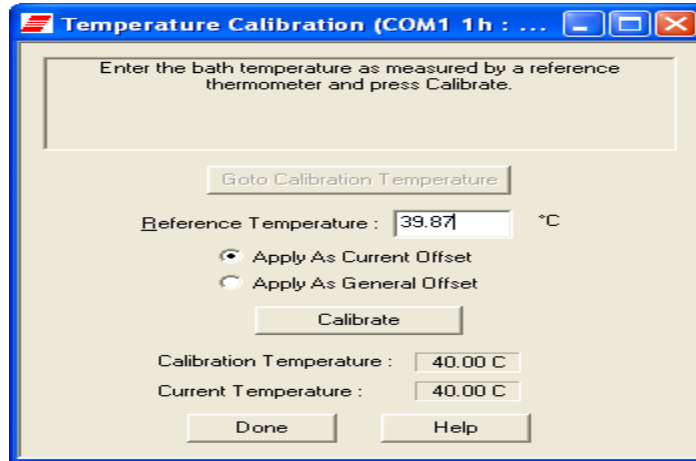 Temperature Calibration (COM1 1h : ...
Enter the bath temperature as measured by a reference
thermometer and press Calibrate.
Goto Calibration Temperature
Reference Temperature : 39.87 °C
Apply As Current Offset
Apply As General Offset
Calibrate
Calibration Temperature : 40.00 C
Current Temperature : 40.00 C
Done Help